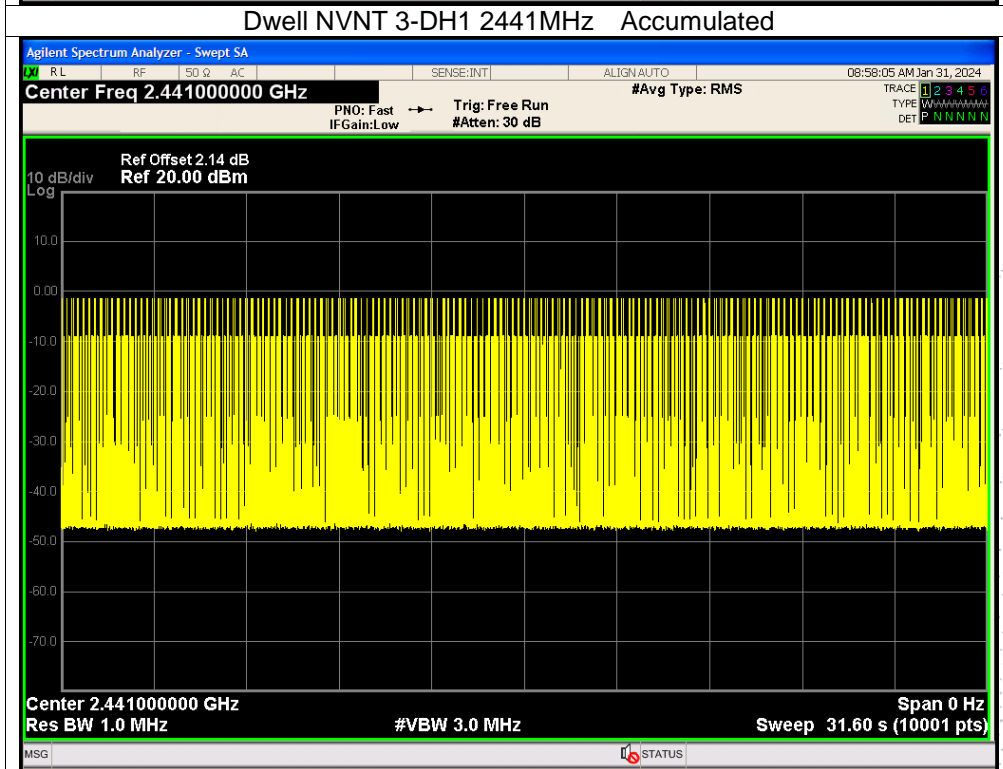 Dwell NVNT 3-DH1 2441MHz Accumulated
Agilent Spectrum Analyzer - Swept SA
LXI RL RF 50 Ω AC SENSE:INT ALIGN AUTO 08:58:05 AM Jan 31, 2024
Center Freq 2.441000000 GHz #Avg Type: RMS TRACE 1 2 3 4 5 6
PNO: Fast Trig: Free Run TYPE WWWWWW
IFGain:Low #Atten: 30 dB DET P N N N N N
Ref Offset 2.14 dB
10 dB/div Ref 20.00 dBm
Log
10.0
0.00
-10.0
-20.0
-30.0
-40.0
-50.0
-60.0
-70.0
Center 2.441000000 GHz Span 0 Hz
Res BW 1.0 MHz #VBW 3.0 MHz Sweep 31.60 s (10001 pts)
MSG STATUS